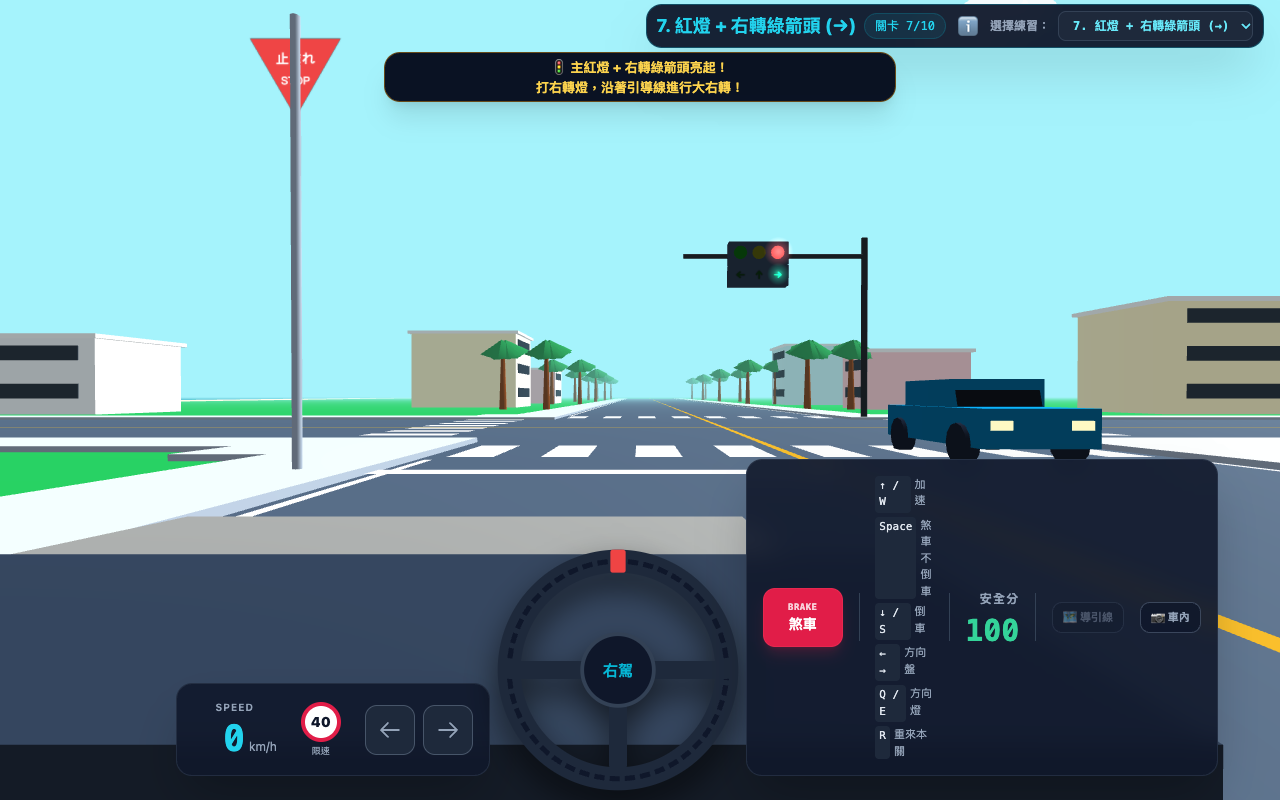 7. 紅燈 + 右轉綠箭頭 (→)
關卡 7/10
選擇練習：
7. 紅燈 + 右轉綠箭頭 (→)
🚦 主紅燈 + 右轉綠箭頭亮起！
打右轉燈，沿著引導線進行大右轉！
止まれ
STOP
SPEED
0 km/h
40
限速
← →
右駕
BRAKE
煞車
↑ / W 加速
Space 煞車不倒車
↓ / S 倒車
← → 方向盤
Q / E 方向燈
R 重來本關
安全分
100
導引線
車內